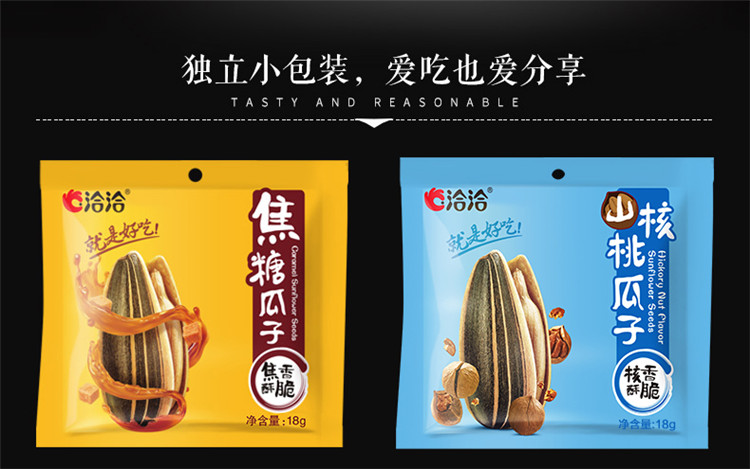 独立小包装，爱吃也爱分享
TASTY AND REASONABLE
洽洽®
就是好吃!
焦糖瓜子
Caramel Sunflower Seeds
焦香酥脆
净含量:18g
洽洽®
就是好吃!
山核桃瓜子
Hickory Nut Flavor
Sunflower Seeds
核香酥脆
净含量:18g